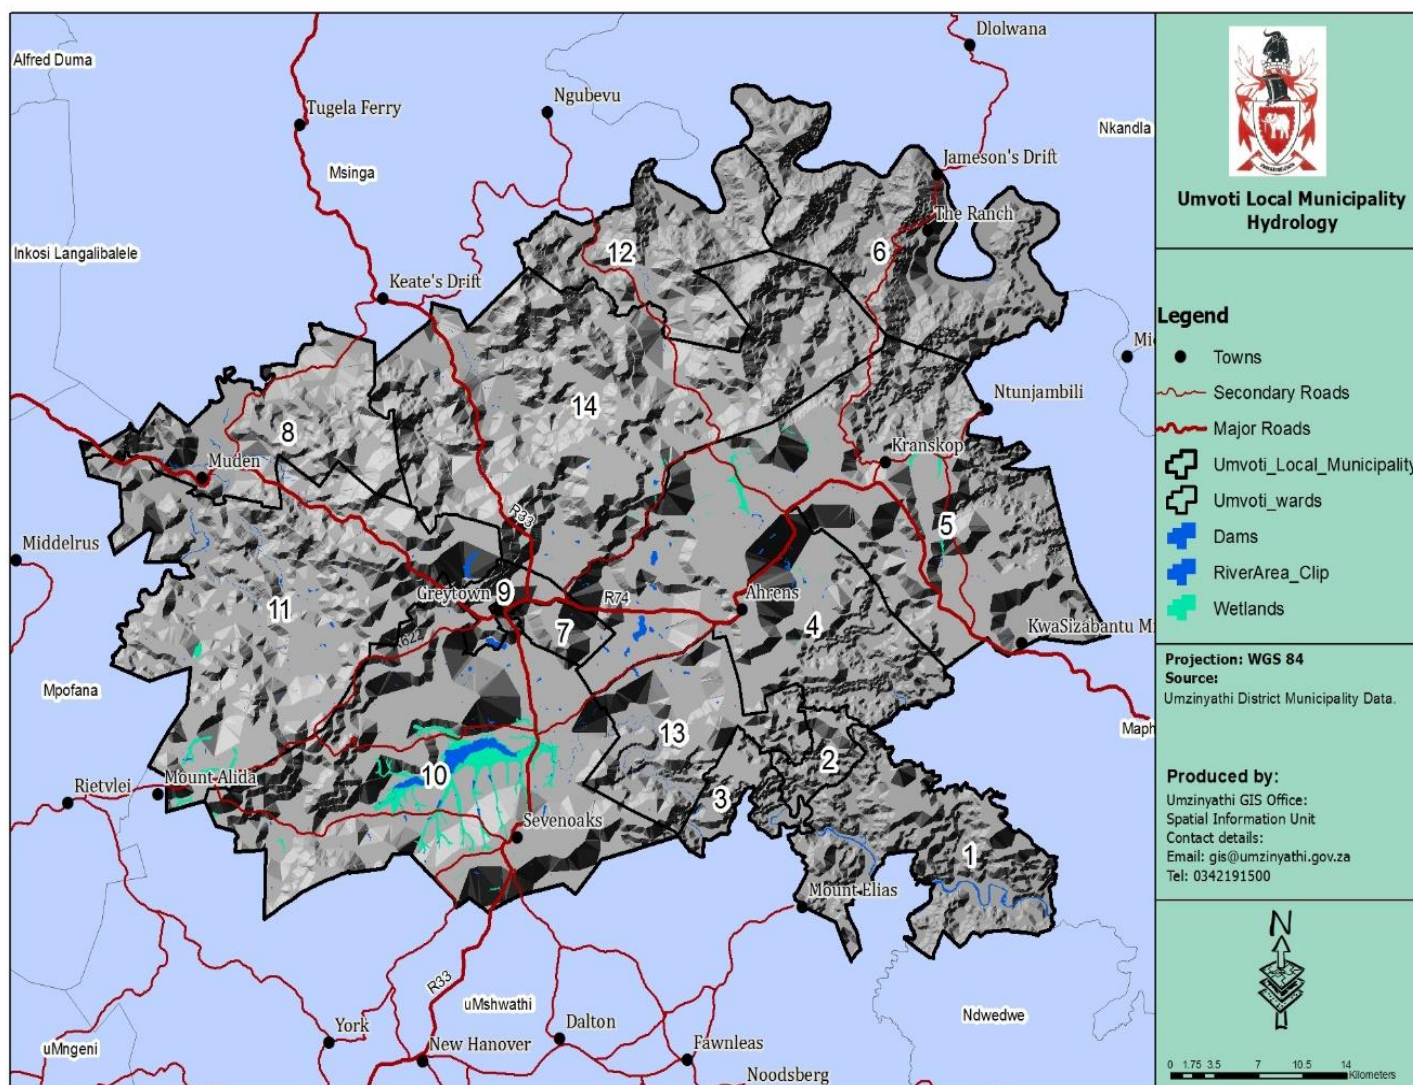 Dlolwana
Alfred Duma
Ngubevu
Tugela Ferry
Nkandla
Jameson's Drift
Msinga
The Ranch
12
6
Inkosi Langalibalele
Keate's Drift
Ntunjambili
14
8
Kranskop
Muden
R33
5
Middelrus
Greytown
9
R74
Ahrens
11
7
4
KwaSizabantu Mi
Mpofana
Maph
13
2
10
Rietvlei
Mount Alida
3
Sevenoaks
1
Mount Elias
R33
uMshwathi
Ndwedwe
York
Dalton
uMngeni
New Hanover
Fawnleas
Noodsberg
Umvoti Local Municipality
Hydrology
Legend
Towns
Secondary Roads
Major Roads
Umvoti_Local_Municipality
Umvoti_wards
Dams
RiverArea_Clip
Wetlands
Projection: WGS 84
Source:
Umzinyathi District Municipality Data.
Produced by:
Umzinyathi GIS Office:
Spatial Information Unit
Contact details:
Email: gis@umzinyathi.gov.za
Tel: 0342191500
N
0 1.75 3.5 7 10.5 14
Kilometers